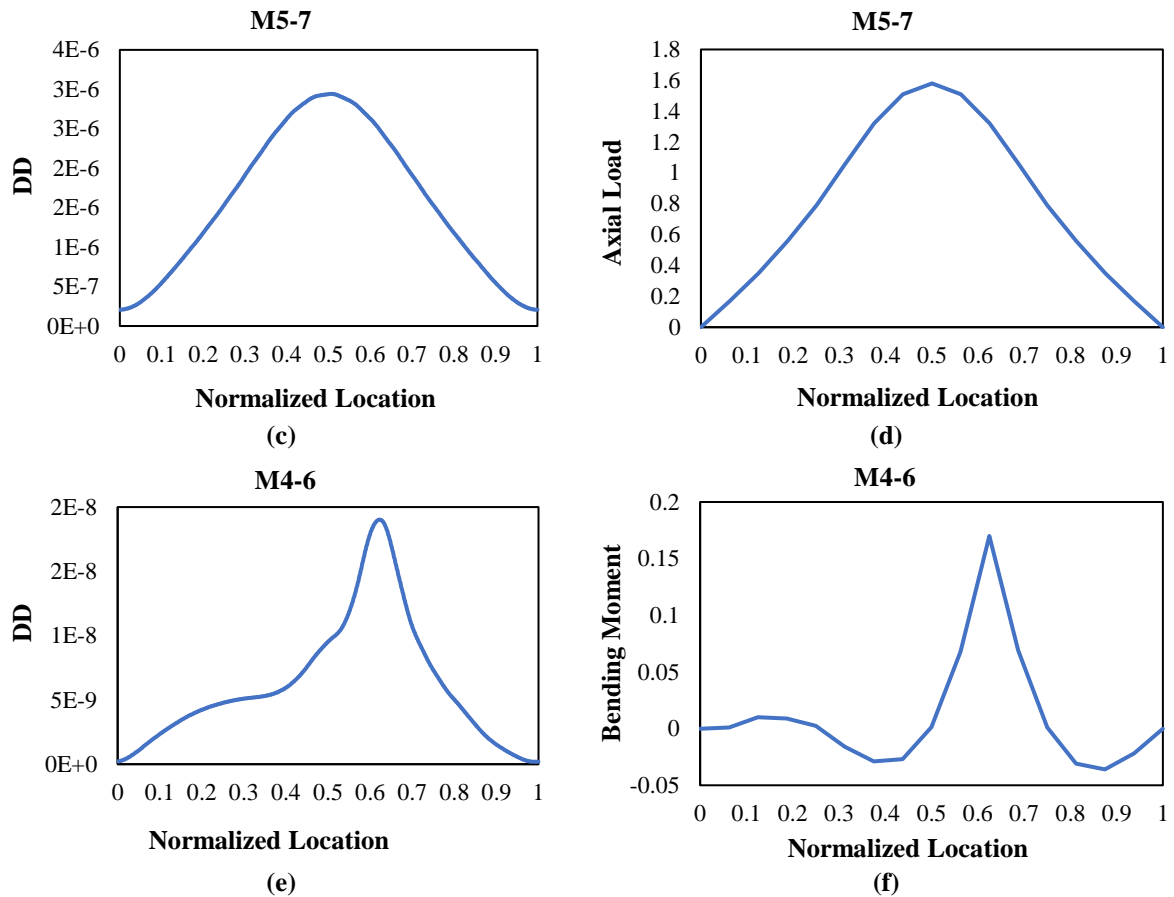 M5-7
4E-6
3E-6
3E-6
2E-6
2E-6
1E-6
5E-7
0E+0
DD
0 0.1 0.2 0.3 0.4 0.5 0.6 0.7 0.8 0.9 1
Normalized Location
(c)
M5-7
1.8
1.6
1.4
1.2
1
0.8
0.6
0.4
0.2
0
Axial Load
0 0.1 0.2 0.3 0.4 0.5 0.6 0.7 0.8 0.9 1
Normalized Location
(d)
M4-6
2E-8
2E-8
1E-8
5E-9
0E+0
DD
0 0.1 0.2 0.3 0.4 0.5 0.6 0.7 0.8 0.9 1
Normalized Location
(e)
M4-6
0.2
0.15
0.1
0.05
0
-0.05
Bending Moment
0 0.1 0.2 0.3 0.4 0.5 0.6 0.7 0.8 0.9 1
Normalized Location
(f)